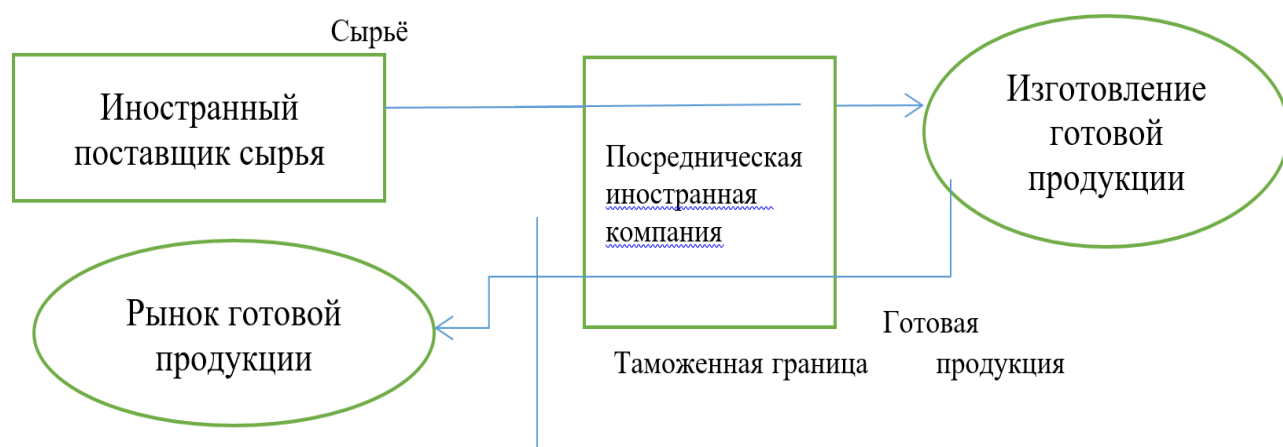 Сырьё
Иностранный
поставщик сырья
Посредническая
иностранная
компания
Изготовление
готовой
продукции
Рынок готовой
продукции
Готовая
продукция
Таможенная граница